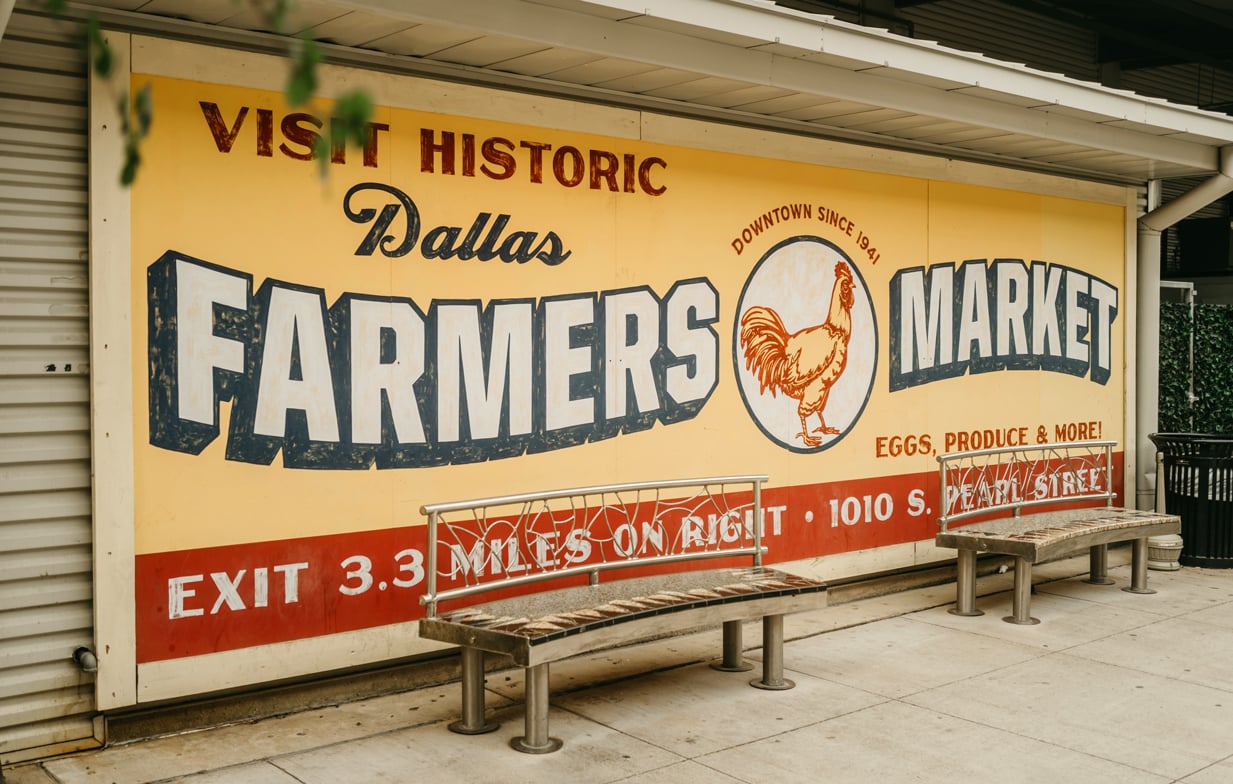 VISIT HISTORIC
Dallas
FARMERS MARKET
DOWNTOWN SINCE 1941
EGGS, PRODUCE & MORE!
EXIT 3.3 MILES ON RIGHT • 1010 S. PEARL STREET